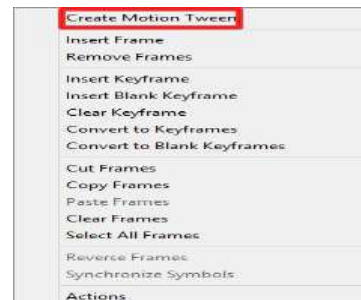 Create Motion Tween
Insert Frame
Remove Frames
Insert Keyframe
Insert Blank Keyframe
Clear Keyframe
Convert to Keyframes
Convert to Blank Keyframes
Cut Frames
Copy Frames
Paste Frames
Clear Frames
Select All Frames
Reverse Frames
Synchronize Symbols
Actions